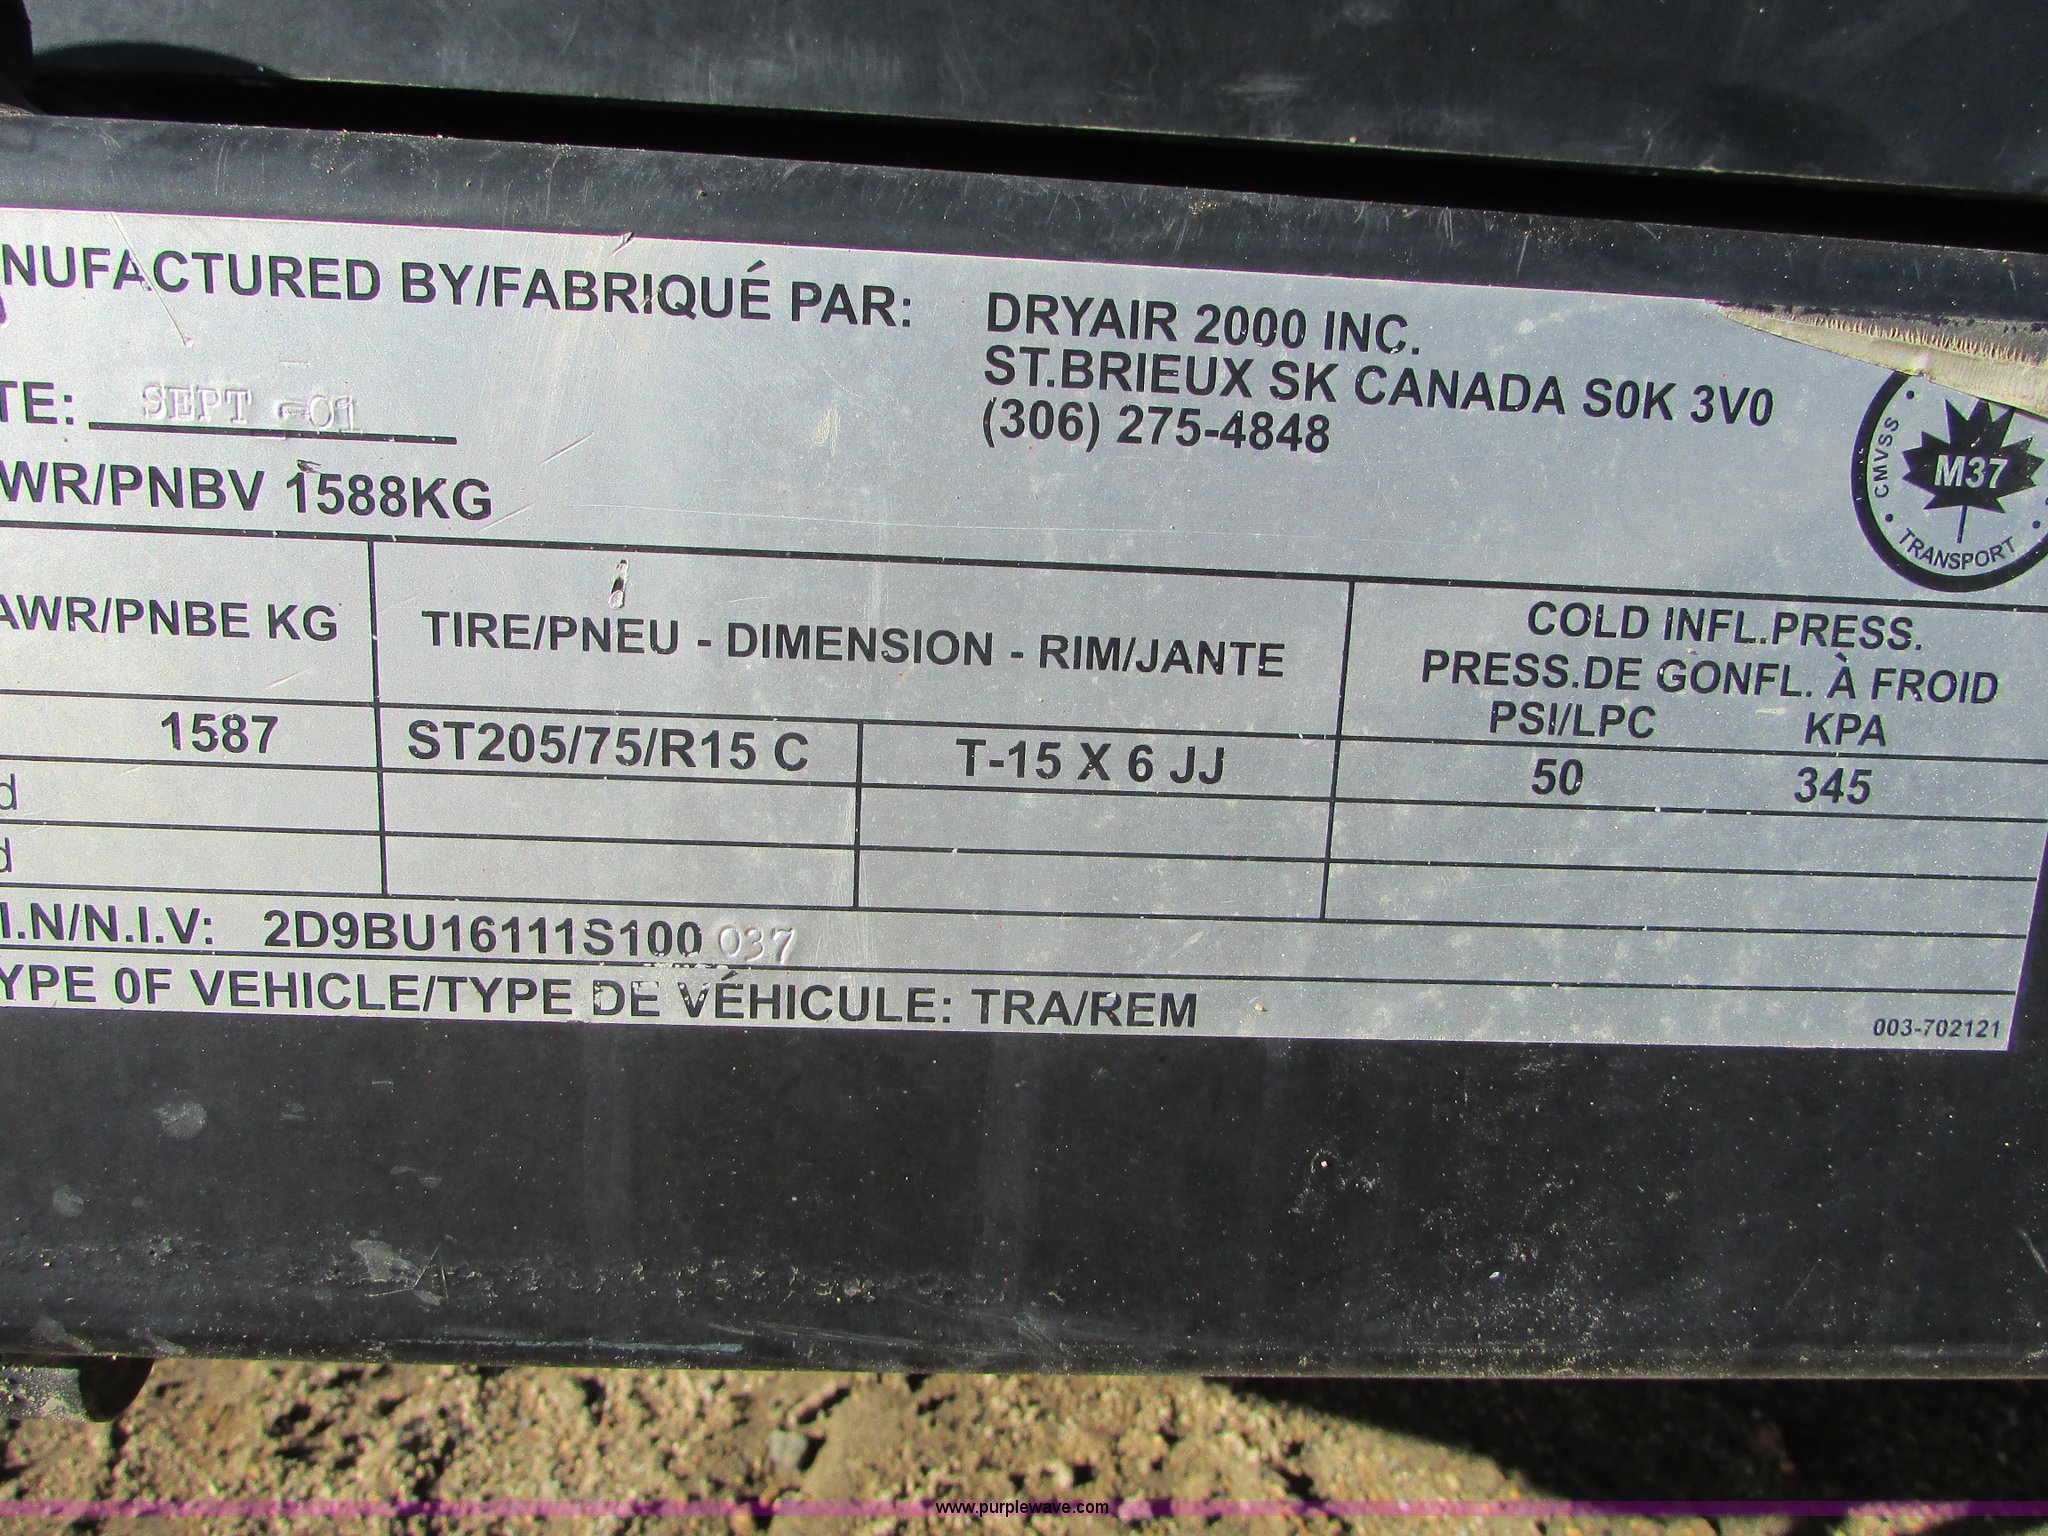 NUFACTURED BY/FABRIQUÉ PAR:
DRYAIR 2000 INC.
ST.BRIEUX SK CANADA S0K 3V0
(306) 275-4848
TE: SEPT -01
WR/PNBV 1588KG
CMVSS
M37
TRANSPORT
AWR/PNBE KG
TIRE/PNEU - DIMENSION - RIM/JANTE
COLD INFL.PRESS.
PRESS.DE GONFL. À FROID
PSI/LPC KPA
1587 ST205/75/R15 C T-15 X 6 JJ 50 345
d
d
I.N/N.I.V: 2D9BU16111S100037
YPE 0F VEHICLE/TYPE DE VÉHICULE: TRA/REM
003-702121
www.purplewave.com